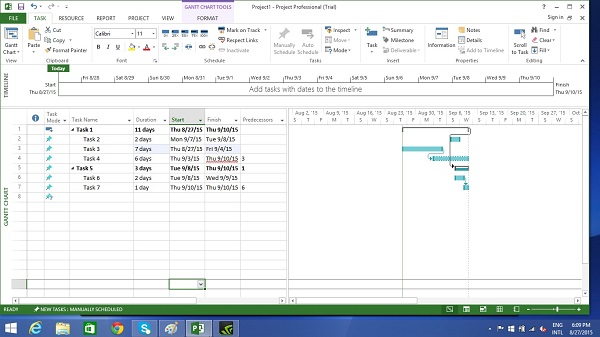 GANTT CHART TOOLS
Project1 - Project Professional (Trial)
FILE TASK RESOURCE REPORT PROJECT VIEW FORMAT
Sign in
Gantt Chart
View
Paste
Cut
Copy
Format Painter
Clipboard
Calibri 11
B I U
Font
Schedule
Mark on Track
Respect Links
Inactivate
Manually Schedule
Auto Schedule
Inspect
Move
Mode
Tasks
Task
Summary
Milestone
Deliverable
Insert
Information
Notes
Details
Add to Timeline
Properties
Scroll to Task
Find
Clear
Fill
Editing
TIMELINE
Today
Fri 8/28 Sat 8/29 Sun 8/30 Mon 8/31 Tue 9/1 Wed 9/2 Thu 9/3 Fri 9/4 Sat 9/5 Sun 9/6 Mon 9/7 Tue 9/8 Wed 9/9 Thu 9/10
Start
Thu 8/27/15
Add tasks with dates to the timeline
Finish
Thu 9/10/15
GANTT CHART
Task Mode Task Name Duration Start Finish Predecessors
1 Task 1 11 days Thu 8/27/15 Thu 9/10/15
2 Task 2 2 days Mon 9/7/15 Tue 9/8/15
3 Task 3 7 days Thu 8/27/15 Fri 9/4/15
4 Task 4 6 days Thu 9/3/15 Thu 9/10/15 3
5 Task 5 3 days Tue 9/8/15 Thu 9/10/15 1
6 Task 6 2 days Tue 9/8/15 Wed 9/9/15
7 Task 7 1 day Thu 9/10/15 Thu 9/10/15 6
8
Aug 2, '15 Aug 9, '15 Aug 16, '15 Aug 23, '15 Aug 30, '15 Sep 6, '15 Sep 13, '15 Sep 20, '15 Sep 27, '15 Oc
READY
NEW TASKS : MANUALLY SCHEDULED
ENG
INTL
6:09 PM
8/27/2015